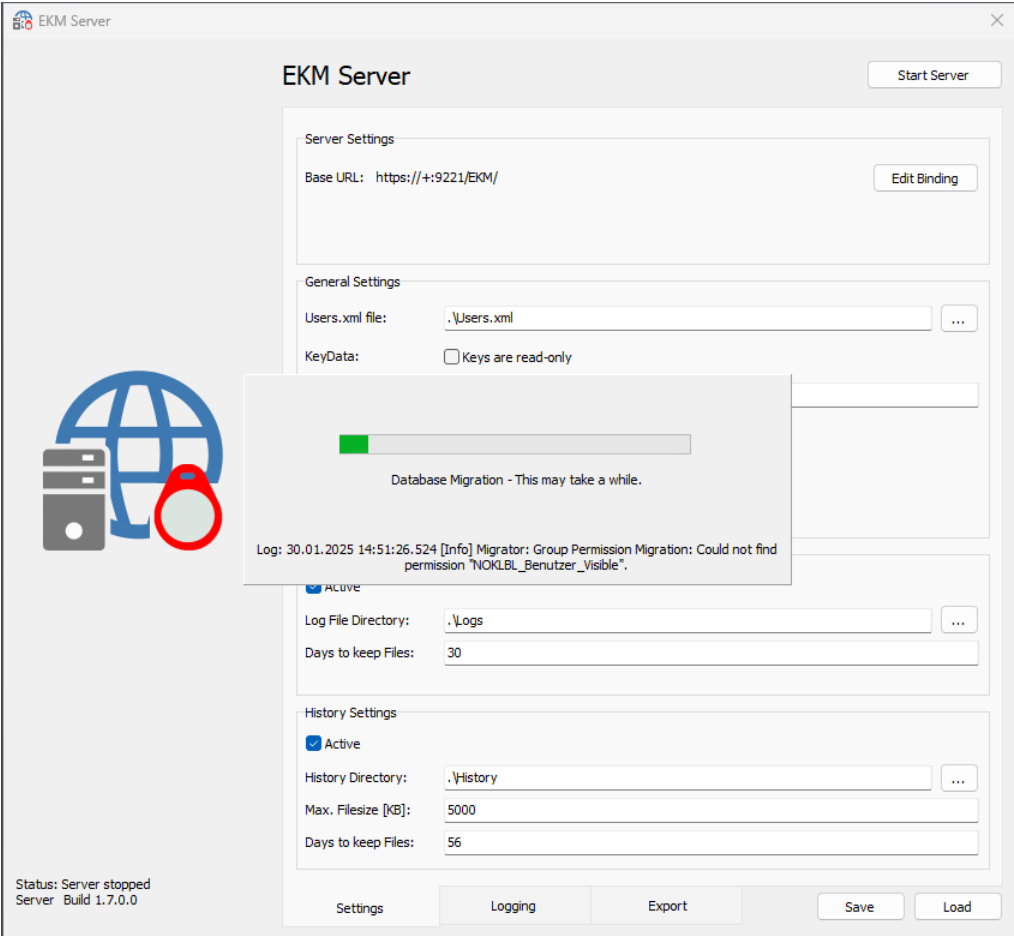 EKM Server
EKM Server
Start Server
Server Settings
Base URL: https://+:9221/EKM/
Edit Binding
General Settings
Users.xml file: .\Users.xml ...
KeyData: Keys are read-only
Database Migration - This may take a while.
Log: 30.01.2025 14:51:26.524 [Info] Migrator: Group Permission Migration: Could not find
permission "NOKLBL_Benutzer_Visible".
Active
Log File Directory: .\Logs ...
Days to keep Files: 30
History Settings
Active
History Directory: .\History ...
Max. Filesize [KB]: 5000
Days to keep Files: 56
Status: Server stopped
Server Build 1.7.0.0
Settings Logging Export Save Load